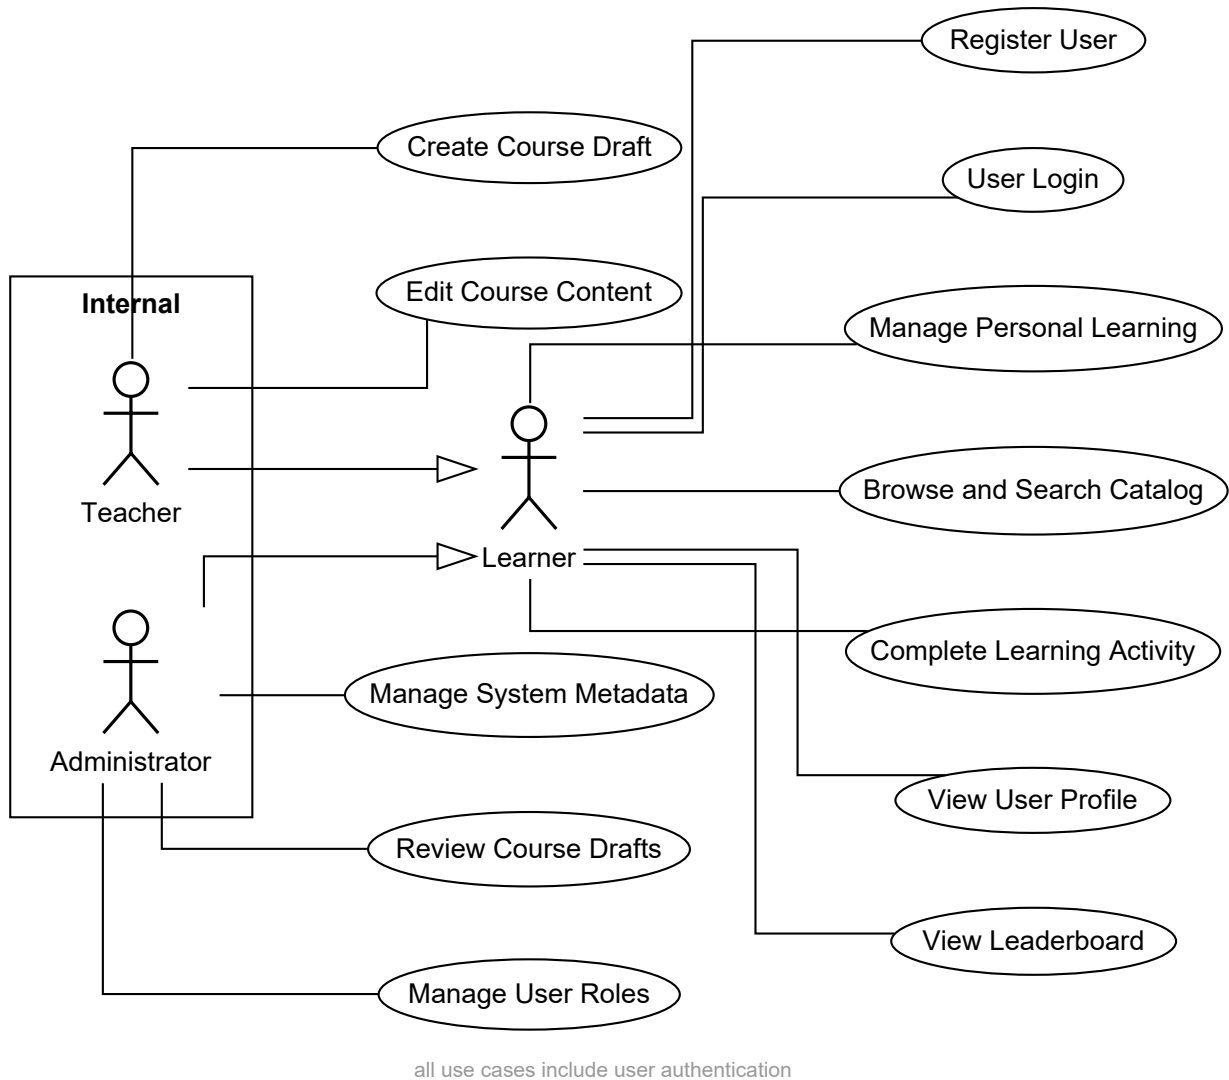 Register User
Create Course Draft
User Login
Internal
Edit Course Content
Manage Personal Learning
Teacher
Browse and Search Catalog
Learner
Complete Learning Activity
Manage System Metadata
Administrator
View User Profile
Review Course Drafts
View Leaderboard
Manage User Roles
all use cases include user authentication